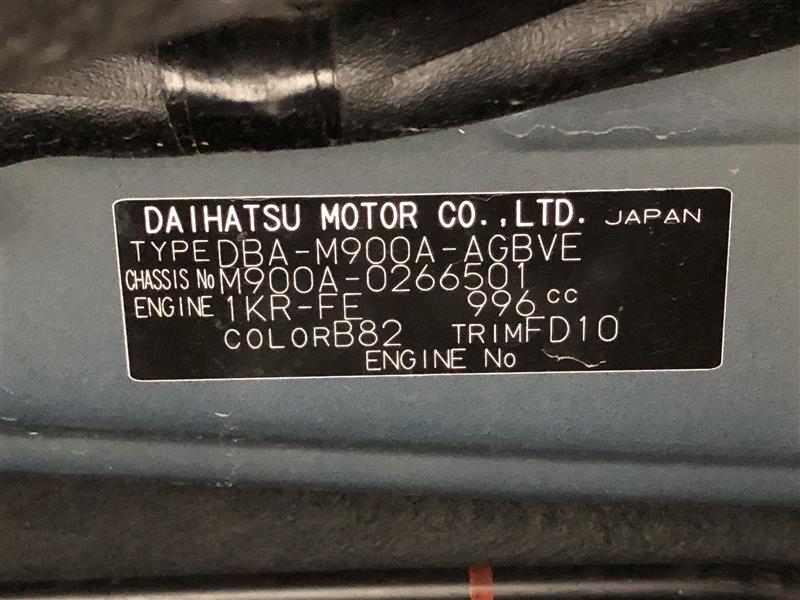 DAIHATSU MOTOR CO.,LTD. JAPAN
TYPE DBA-M900A-AGBVE
CHASSIS No M900A-0266501
ENGINE 1KR-FE 996 cc
COLOR B82 TRIM FD10
ENGINE No